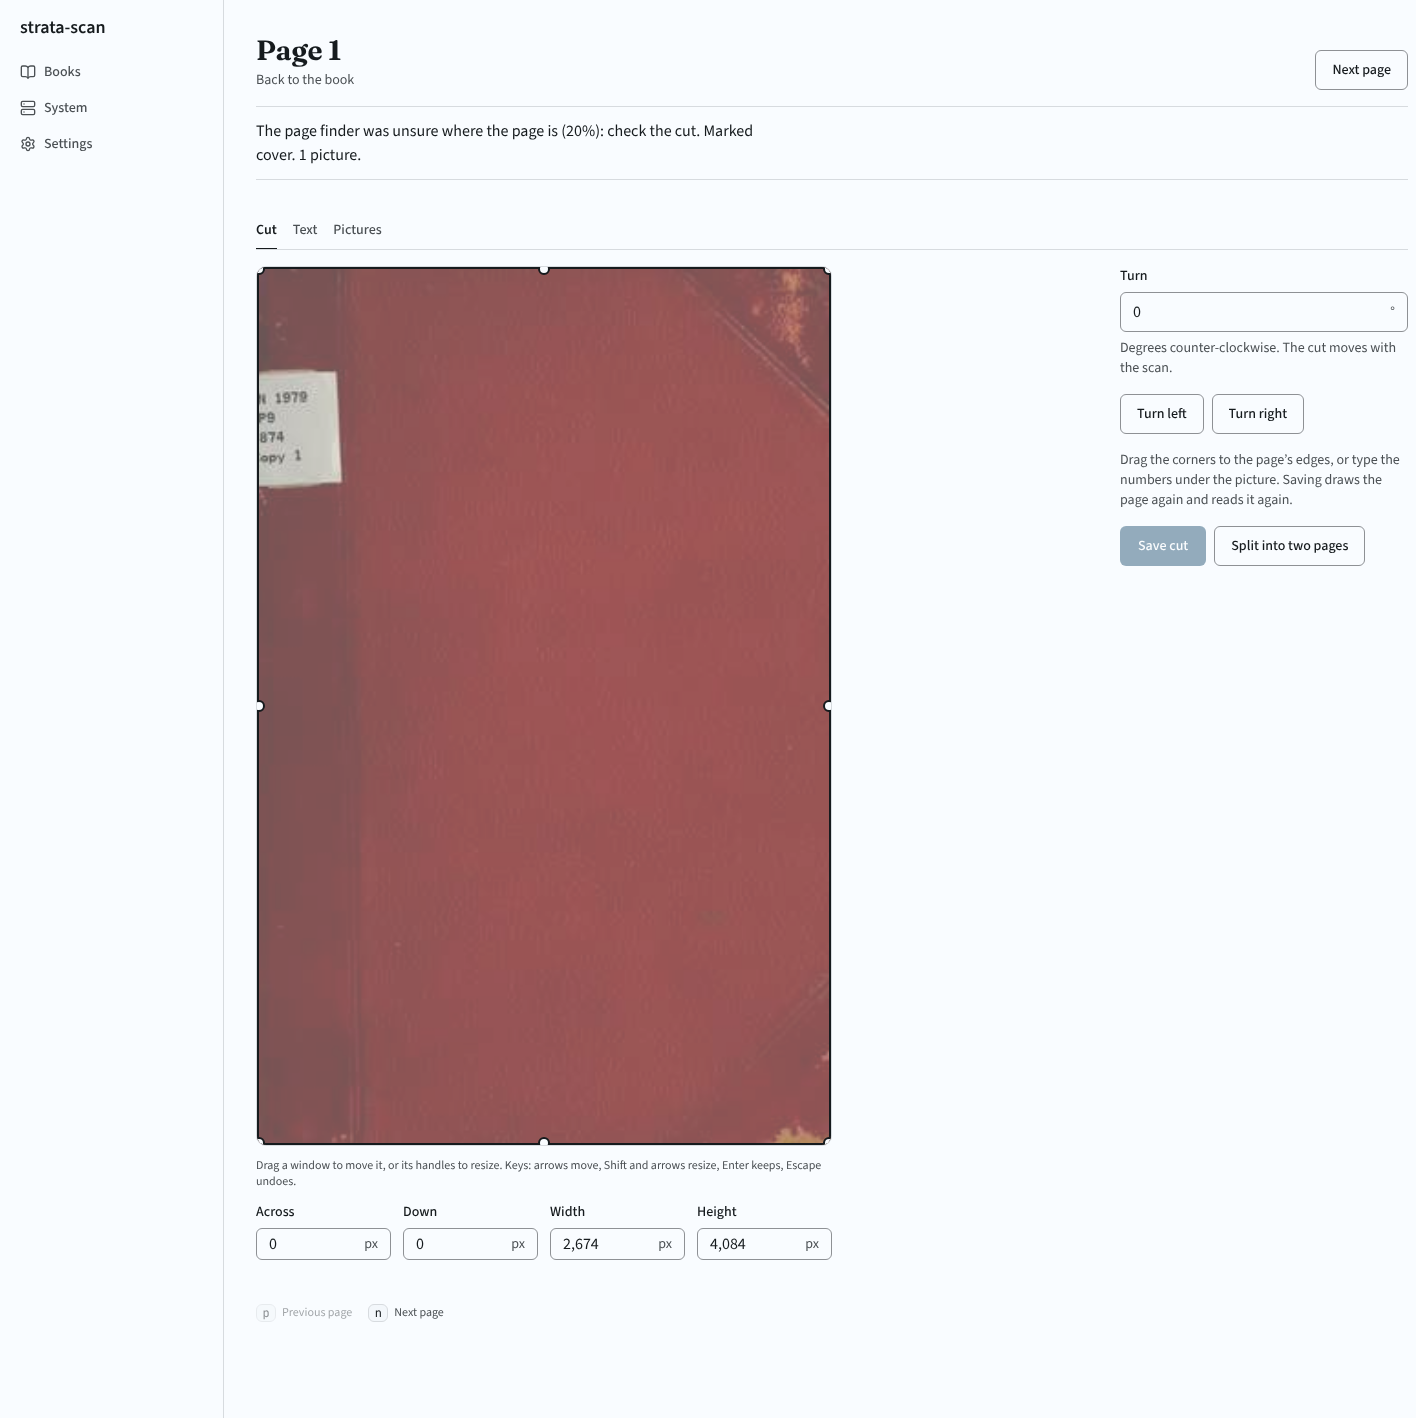 strata-scan
Books
System
Settings
Page 1
Back to the book
Next page
The page finder was unsure where the page is (20%): check the cut. Marked
cover. 1 picture.
Cut Text Pictures
N 1979
P9
874
opy 1
Turn
0 °
Degrees counter-clockwise. The cut moves with
the scan.
Turn left Turn right
Drag the corners to the page’s edges, or type the
numbers under the picture. Saving draws the
page again and reads it again.
Save cut Split into two pages
Drag a window to move it, or its handles to resize. Keys: arrows move, Shift and arrows resize, Enter keeps, Escape
undoes.
Across Down Width Height
0 px 0 px 2,674 px 4,084 px
p Previous page n Next page